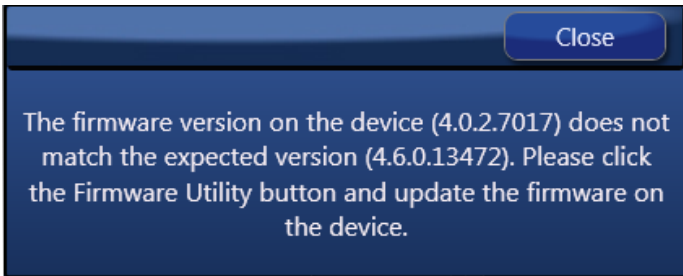 Close
The firmware version on the device (4.0.2.7017) does not
match the expected version (4.6.0.13472). Please click
the Firmware Utility button and update the firmware on
the device.